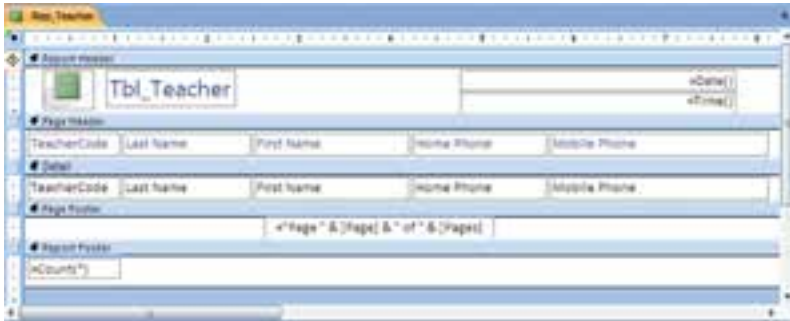 Rep_Teacher
Report Header
Tbl_Teacher
=Date()
=Time()
Page Header
TeacherCode Last Name First Name Home Phone Mobile Phone
Detail
TeacherCode Last Name First Name Home Phone Mobile Phone
Page Footer
="Page " & [Page] & " of " & [Pages]
Report Footer
=Count(*)